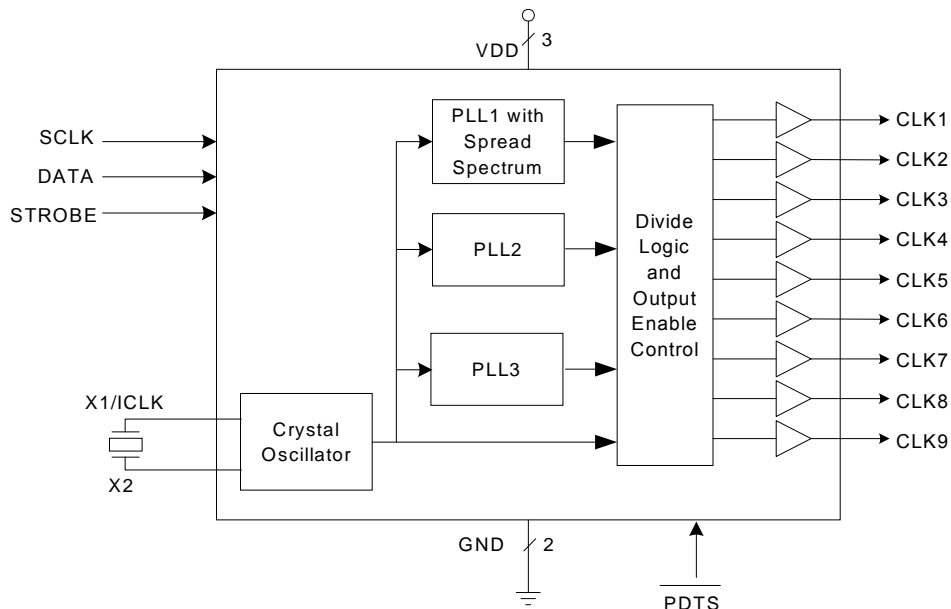 VDD
3
PLL1 with
Spread
Spectrum
SCLK
DATA
STROBE
PLL2
PLL3
Divide
Logic
and
Output
Enable
Control
CLK1
CLK2
CLK3
CLK4
CLK5
CLK6
CLK7
CLK8
CLK9
X1/ICLK
X2
Crystal
Oscillator
GND
2
PDTS